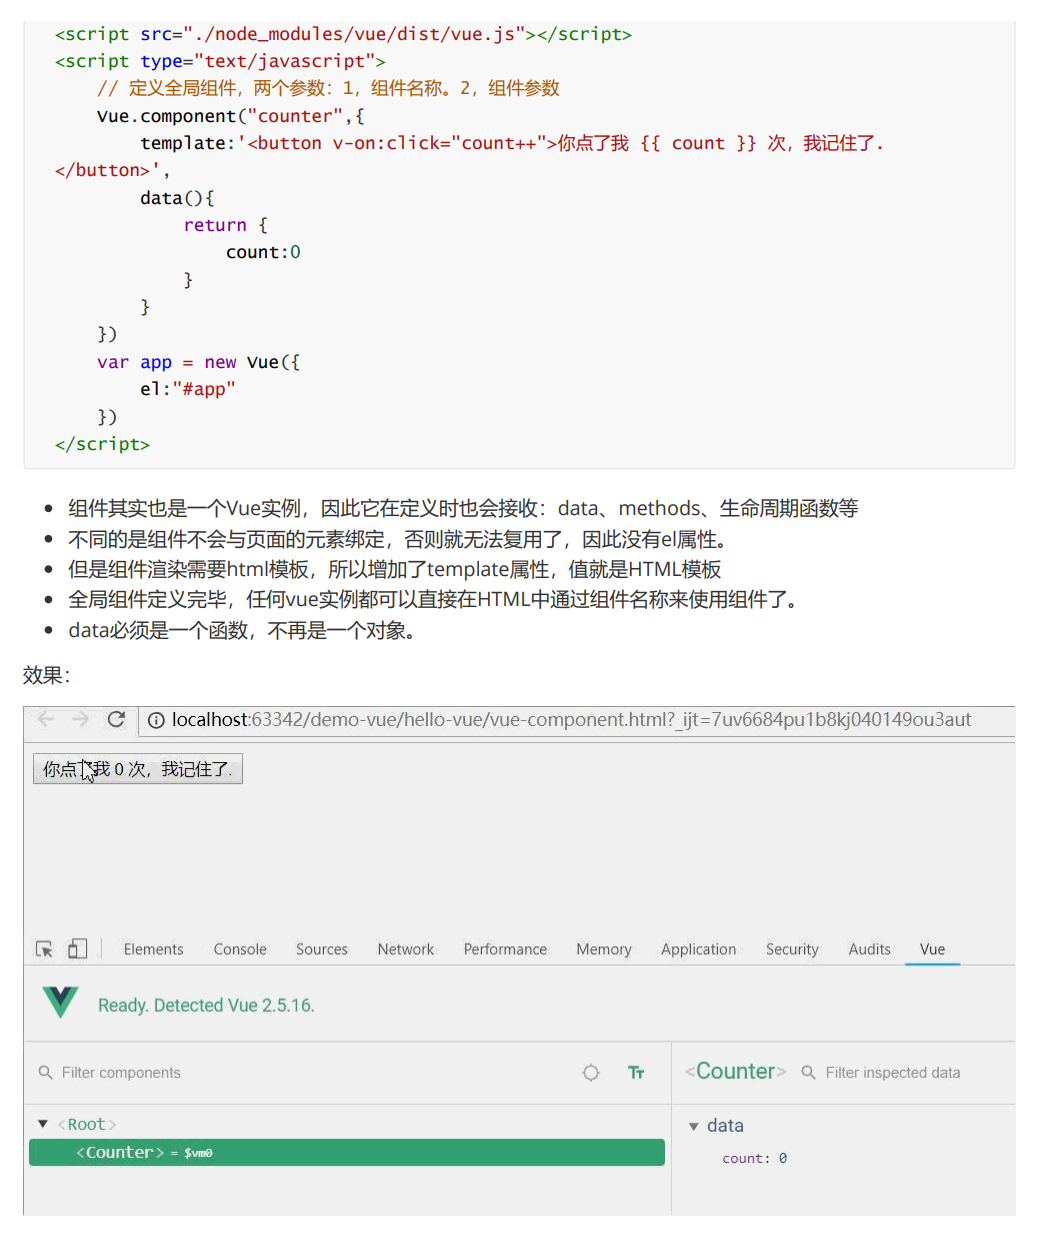 <script src="./node_modules/vue/dist/vue.js"></script>
<script type="text/javascript">
    // 定义全局组件，两个参数：1，组件名称。2，组件参数
    Vue.component("counter",{
        template:'<button v-on:click="count++">你点了我 {{ count }} 次，我记住了.
</button>',
        data(){
            return {
                count:0
            }
        }
    })
    var app = new Vue({
        el:"#app"
    })
</script>
• 组件其实也是一个Vue实例，因此它在定义时也会接收：data、methods、生命周期函数等
• 不同的是组件不会与页面的元素绑定，否则就无法复用了，因此没有el属性。
• 但是组件渲染需要html模板，所以增加了template属性，值就是HTML模板
• 全局组件定义完毕，任何vue实例都可以直接在HTML中通过组件名称来使用组件了。
• data必须是一个函数，不再是一个对象。
效果：
localhost:63342/demo-vue/hello-vue/vue-component.html?_ijt=7uv6684pu1b8kj040149ou3aut
你点了我 0 次，我记住了.
Elements Console Sources Network Performance Memory Application Security Audits Vue
Ready. Detected Vue 2.5.16.
Filter components Tт <Counter> Filter inspected data
▼ <Root> ▼ data
<Counter> = $vm0 count: 0